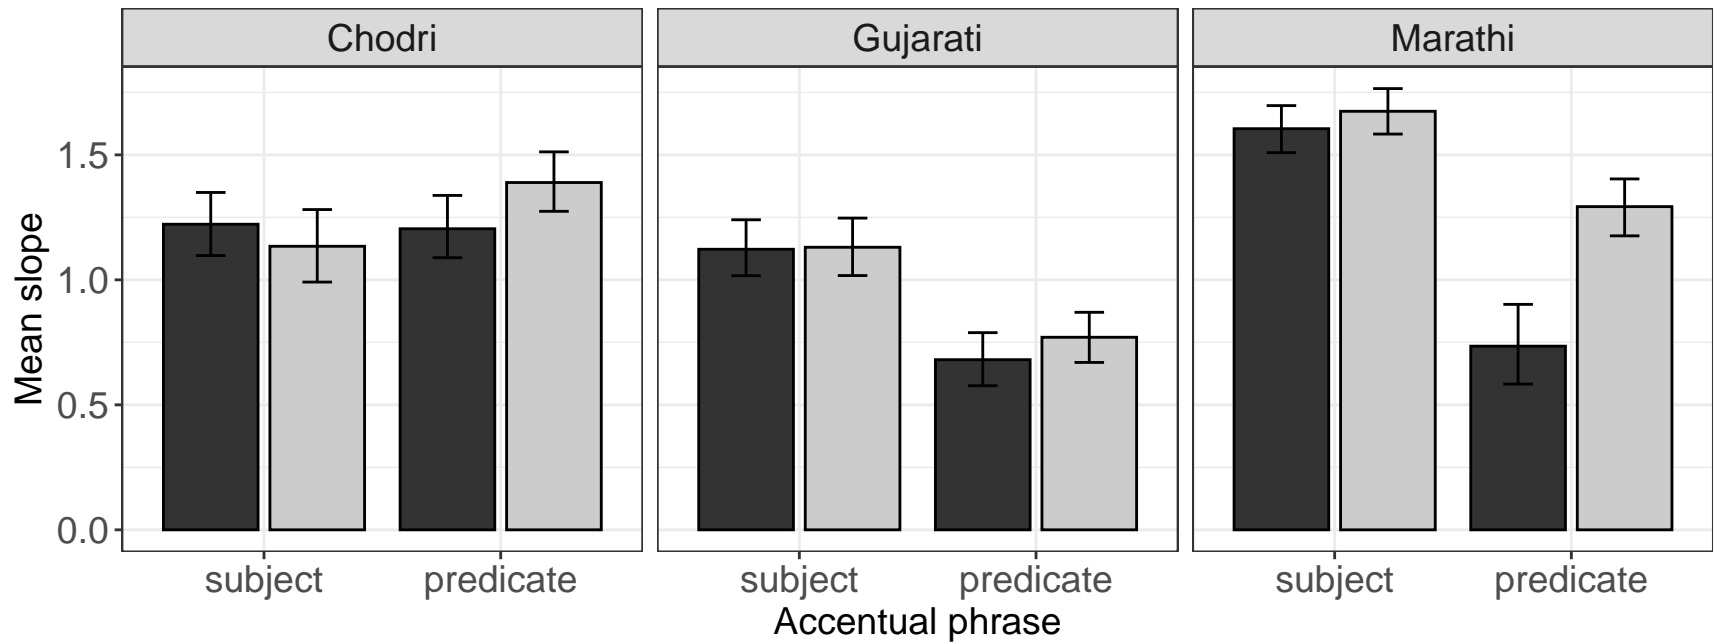 Chodri
Gujarati
Marathi
Mean slope
1.5
1.0
0.5
0.0
subject predicate
subject predicate
subject predicate
Accentual phrase